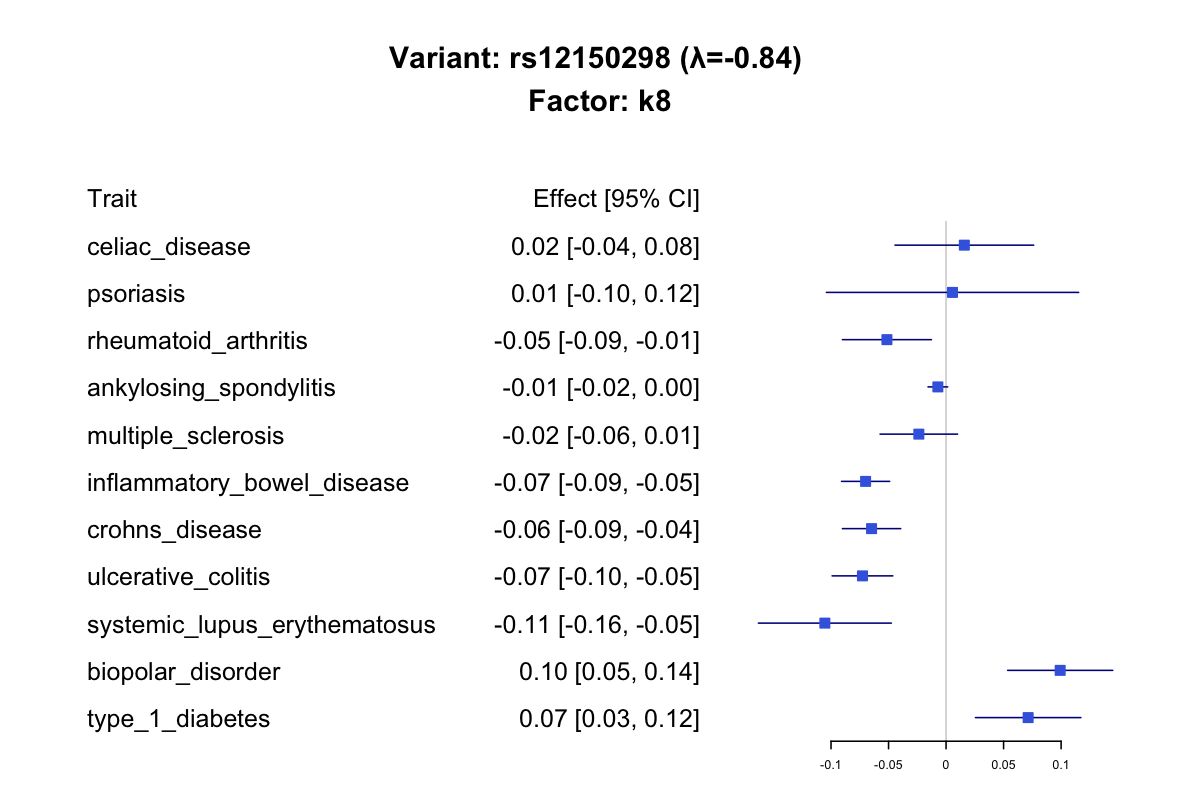 Variant: rs12150298 (λ=-0.84)
Factor: k8
Trait Effect [95% CI]
celiac_disease 0.02 [-0.04, 0.08]
psoriasis 0.01 [-0.10, 0.12]
rheumatoid_arthritis -0.05 [-0.09, -0.01]
ankylosing_spondylitis -0.01 [-0.02, 0.00]
multiple_sclerosis -0.02 [-0.06, 0.01]
inflammatory_bowel_disease -0.07 [-0.09, -0.05]
crohns_disease -0.06 [-0.09, -0.04]
ulcerative_colitis -0.07 [-0.10, -0.05]
systemic_lupus_erythematosus -0.11 [-0.16, -0.05]
biopolar_disorder 0.10 [0.05, 0.14]
type_1_diabetes 0.07 [0.03, 0.12]
-0.1 -0.05 0 0.05 0.1